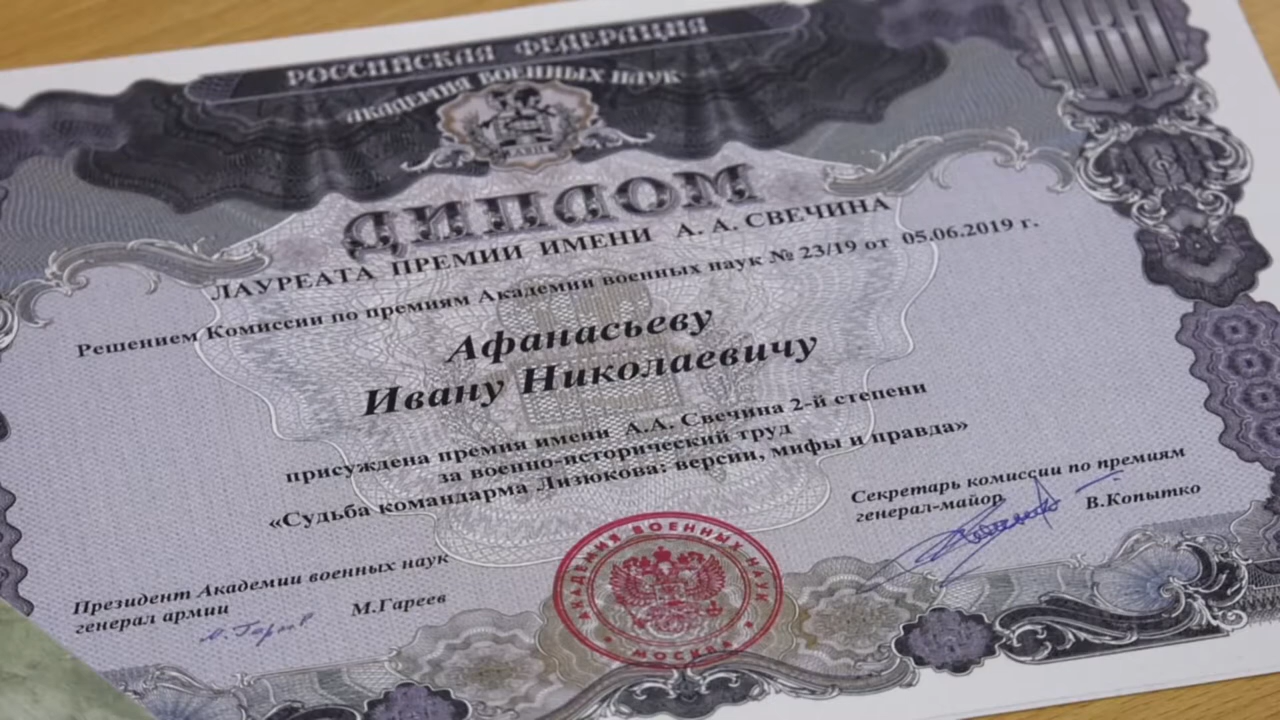 РОССИЙСКАЯ ФЕДЕРАЦИЯ
АКАДЕМИЯ ВОЕННЫХ НАУК
АВН
ДИПЛОМ
ЛАУРЕАТА ПРЕМИИ ИМЕНИ А. А. СВЕЧИНА
Решением Комиссии по премиям Академии военных наук № 23/19 от 05.06.2019 г.
Афанасьеву
Ивану Николаевичу
присуждена премия имени А.А. Свечина 2-й степени
за военно-исторический труд
«Судьба командарма Лизюкова: версии, мифы и правда»
Секретарь комиссии по премиям
генерал-майор В.Копытко
Президент Академии военных наук
генерал армии М.Гареев
АКАДЕМИЯ ВОЕННЫХ НАУК
МОСКВА